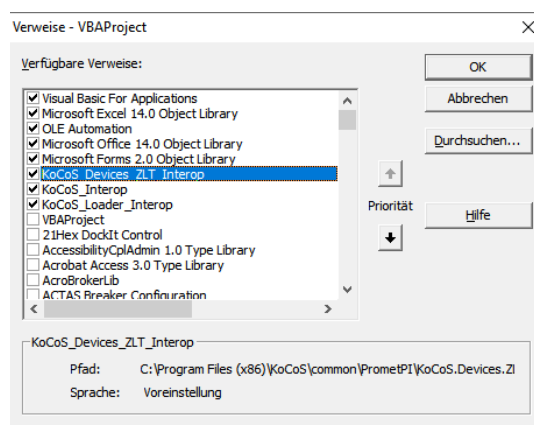 Verweise - VBAProject
Verfügbare Verweise:
OK
Visual Basic For Applications
Abbrechen
Microsoft Excel 14.0 Object Library
OLE Automation
Microsoft Office 14.0 Object Library
Durchsuchen...
Microsoft Forms 2.0 Object Library
KoCoS_Devices_ZLT_Interop
KoCoS_Interop
KoCoS_Loader_Interop
Priorität
VBAProject
Hilfe
21Hex DockIt Control
AccessibilityCplAdmin 1.0 Type Library
Acrobat Access 3.0 Type Library
AcroBrokerLib
ACTAS Breaker Configuration
KoCoS_Devices_ZLT_Interop
Pfad: C:\Program Files (x86)\KoCoS\common\PrometPI\KoCoS.Devices.Zl
Sprache: Voreinstellung